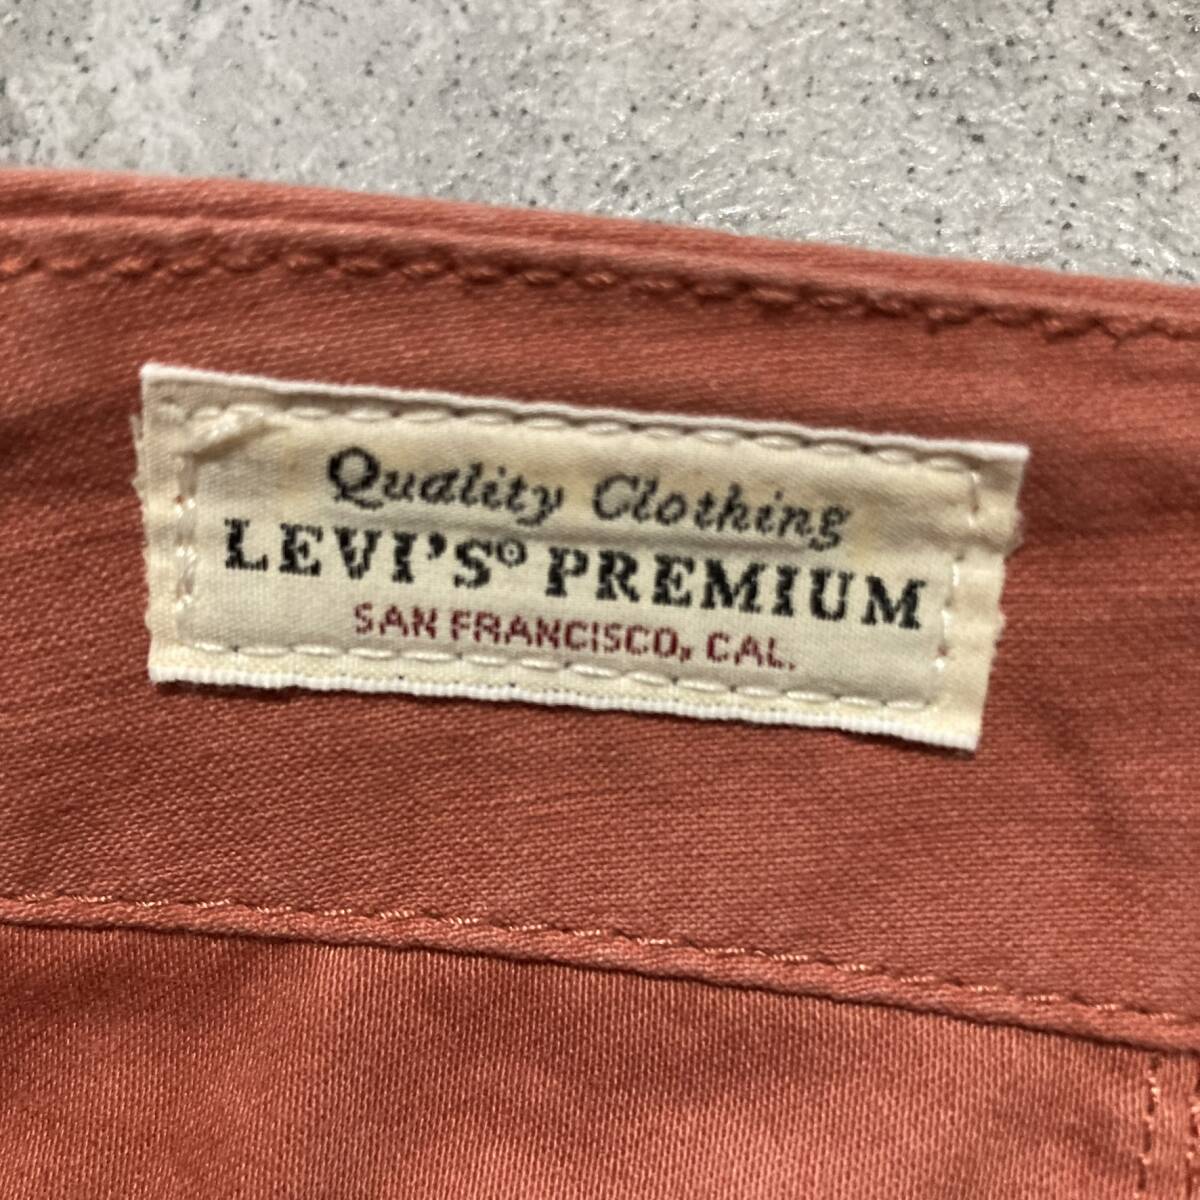 Quality Clothing
LEVI'S® PREMIUM
SAN FRANCISCO, CAL.